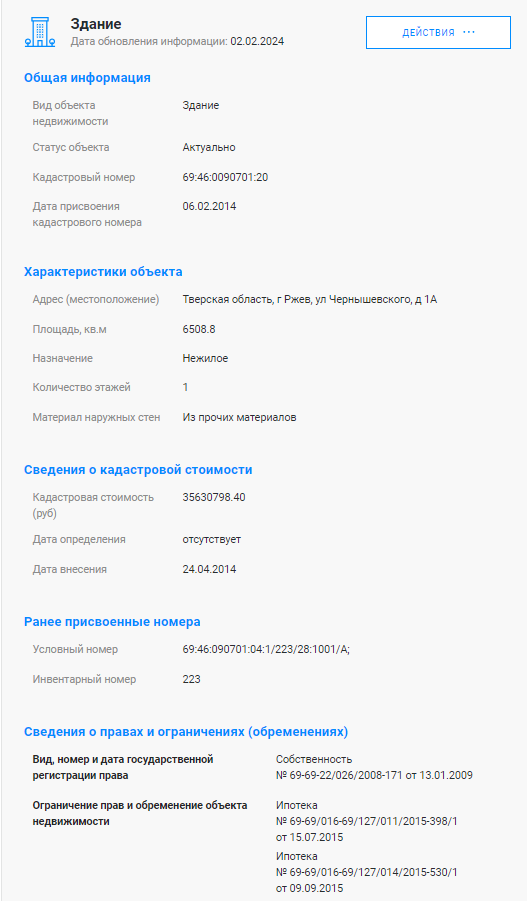 Здание
Дата обновления информации: 02.02.2024
ДЕЙСТВИЯ ···
Общая информация
Вид объекта
недвижимости
Здание
Статус объекта
Актуально
Кадастровый номер
69:46:0090701:20
Дата присвоения
кадастрового номера
06.02.2014
Характеристики объекта
Адрес (местоположение)
Тверская область, г Ржев, ул Чернышевского, д 1А
Площадь, кв.м
6508.8
Назначение
Нежилое
Количество этажей
1
Материал наружных стен
Из прочих материалов
Сведения о кадастровой стоимости
Кадастровая стоимость
(руб)
35630798.40
Дата определения
отсутствует
Дата внесения
24.04.2014
Ранее присвоенные номера
Условный номер
69:46:090701:04:1/223/28:1001/А;
Инвентарный номер
223
Сведения о правах и ограничениях (обременениях)
Вид, номер и дата государственной
регистрации права
Собственность
№ 69-69-22/026/2008-171 от 13.01.2009
Ограничение прав и обременение объекта
недвижимости
Ипотека
№ 69-69/016-69/127/011/2015-398/1
от 15.07.2015
Ипотека
№ 69-69/016-69/127/014/2015-530/1
от 09.09.2015